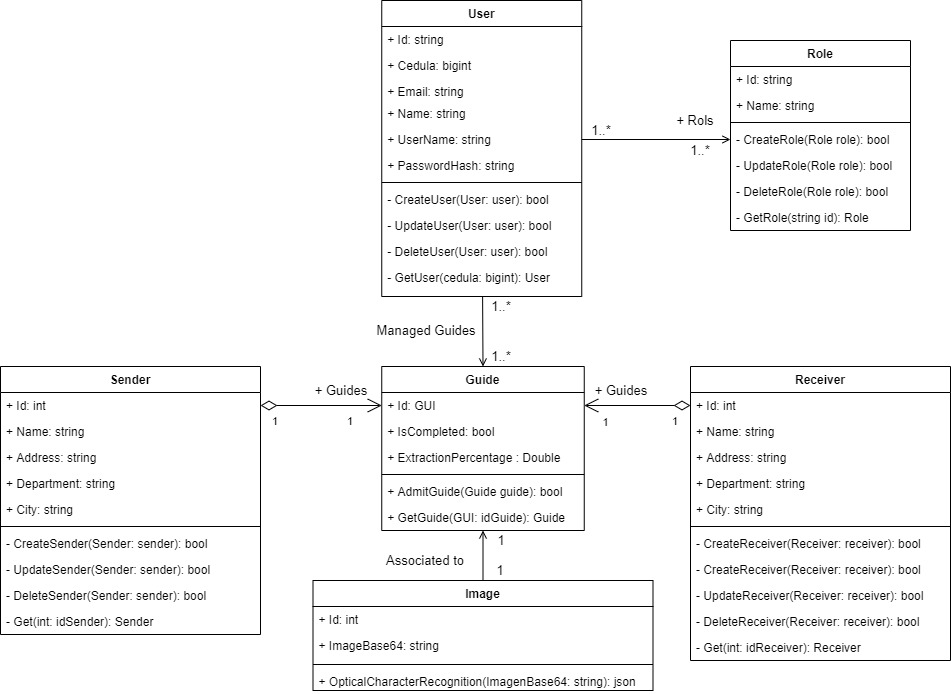 User
+ Id: string
+ Cedula: bigint
+ Email: string
+ Name: string
+ UserName: string
+ PasswordHash: string
- CreateUser(User: user): bool
- UpdateUser(User: user): bool
- DeleteUser(User: user): bool
- GetUser(cedula: bigint): User
1..*
+ Rols
1..*
Role
+ Id: string
+ Name: string
- CreateRole(Role role): bool
- UpdateRole(Role role): bool
- DeleteRole(Role role): bool
- GetRole(string id): Role
1..*
Managed Guides
1..*
Sender
+ Id: int
+ Name: string
+ Address: string
+ Department: string
+ City: string
- CreateSender(Sender: sender): bool
- UpdateSender(Sender: sender): bool
- DeleteSender(Sender: sender): bool
- Get(int: idSender): Sender
+ Guides
1
1
Guide
+ Id: GUI
+ IsCompleted: bool
+ ExtractionPercentage : Double
+ AdmitGuide(Guide guide): bool
+ GetGuide(GUI: idGuide): Guide
+ Guides
1
1
Receiver
+ Id: int
+ Name: string
+ Address: string
+ Department: string
+ City: string
- CreateReceiver(Receiver: receiver): bool
- CreateReceiver(Receiver: receiver): bool
- UpdateReceiver(Receiver: receiver): bool
- DeleteReceiver(Receiver: receiver): bool
- Get(int: idReceiver): Receiver
1
Associated to
1
Image
+ Id: int
+ ImageBase64: string
+ OpticalCharacterRecognition(ImagenBase64: string): json